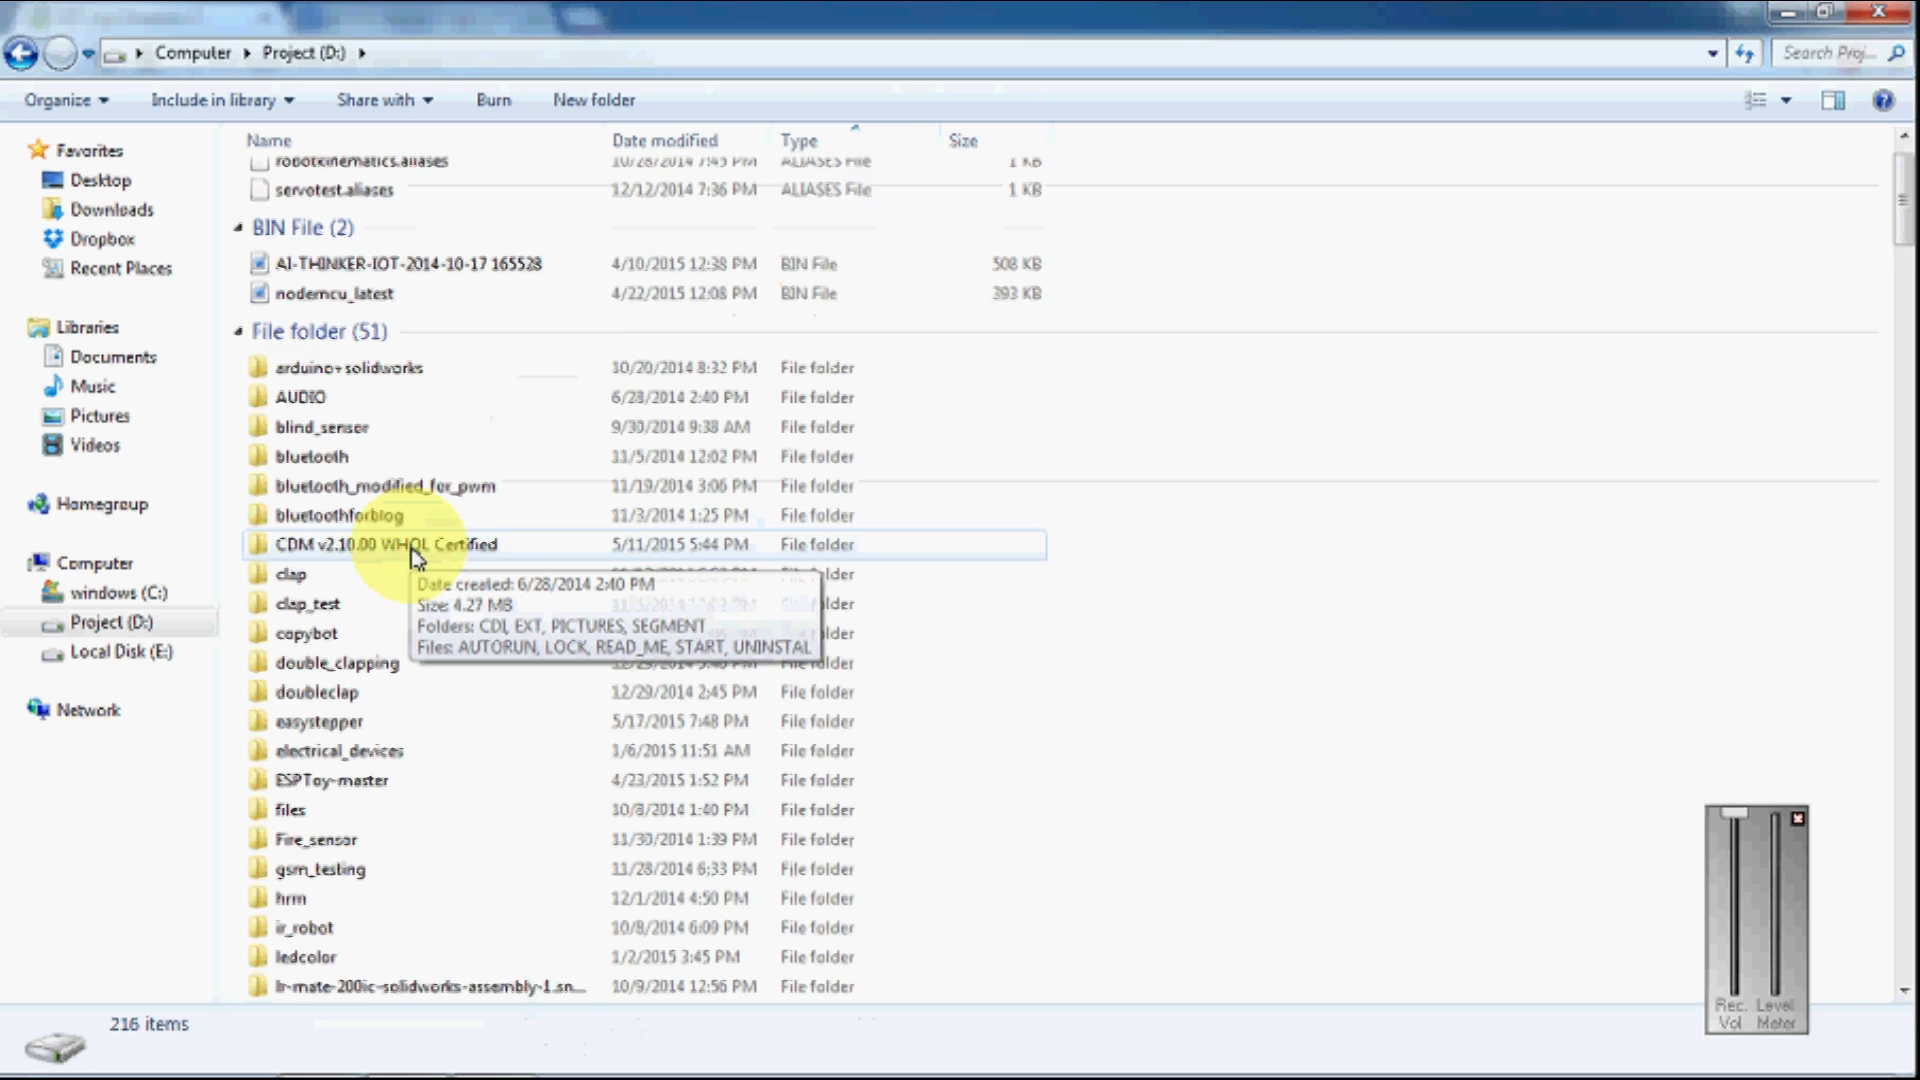 Computer Project (D:)
Search Proj...
Organize Include in library Share with Burn New folder
Name Date modified Type Size
robotkinematics.aliases 10/28/2014 7:45 PM ALIASES File 1 KB
servotest.aliases 12/12/2014 7:36 PM ALIASES File 1 KB
BIN File (2)
AI-THINKER-IOT-2014-10-17 165528 4/10/2015 12:38 PM BIN File 508 KB
nodemcu_latest 4/22/2015 12:08 PM BIN File 393 KB
File folder (51)
arduino+solidworks 10/20/2014 8:32 PM File folder
AUDIO 6/28/2014 2:40 PM File folder
blind_sensor 9/30/2014 9:38 AM File folder
bluetooth 11/5/2014 12:02 PM File folder
bluetooth_modified_for_pwm 11/19/2014 3:06 PM File folder
bluetoothforblog 11/3/2014 1:25 PM File folder
CDM v2.10.00 WHQL Certified 5/11/2015 5:44 PM File folder
clap
clap_test
copybot
double_clapping
Date created: 6/28/2014 2:40 PM
Size: 4.27 MB
Folders: CDI, EXT, PICTURES, SEGMENT
Files: AUTORUN, LOCK, READ_ME, START, UNINSTAL
doubleclap 12/29/2014 2:45 PM File folder
easystepper 5/17/2015 7:48 PM File folder
electrical_devices 1/6/2015 11:51 AM File folder
ESPToy-master 4/23/2015 1:52 PM File folder
files 10/8/2014 1:40 PM File folder
Fire_sensor 11/30/2014 1:39 PM File folder
gsm_testing 11/28/2014 6:33 PM File folder
hrm 12/1/2014 4:50 PM File folder
ir_robot 10/8/2014 6:09 PM File folder
ledcolor 1/2/2015 3:45 PM File folder
lr-mate-200ic-solidworks-assembly-1.sn... 10/9/2014 12:56 PM File folder
Favorites
Desktop
Downloads
Dropbox
Recent Places
Libraries
Documents
Music
Pictures
Videos
Homegroup
Computer
windows (C:)
Project (D:)
Local Disk (E:)
Network
216 items
Rec. Level
Vol Meter